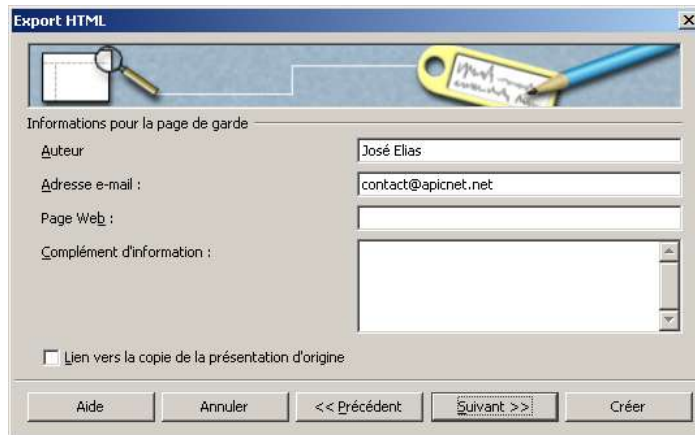 Export HTML
Informations pour la page de garde
Auteur
José Elias
Adresse e-mail :
contact@apicnet.net
Page Web :
Complément d'information :
Lien vers la copie de la présentation d'origine
Aide
Annuler
<< Précédent
Suivant >>
Créer